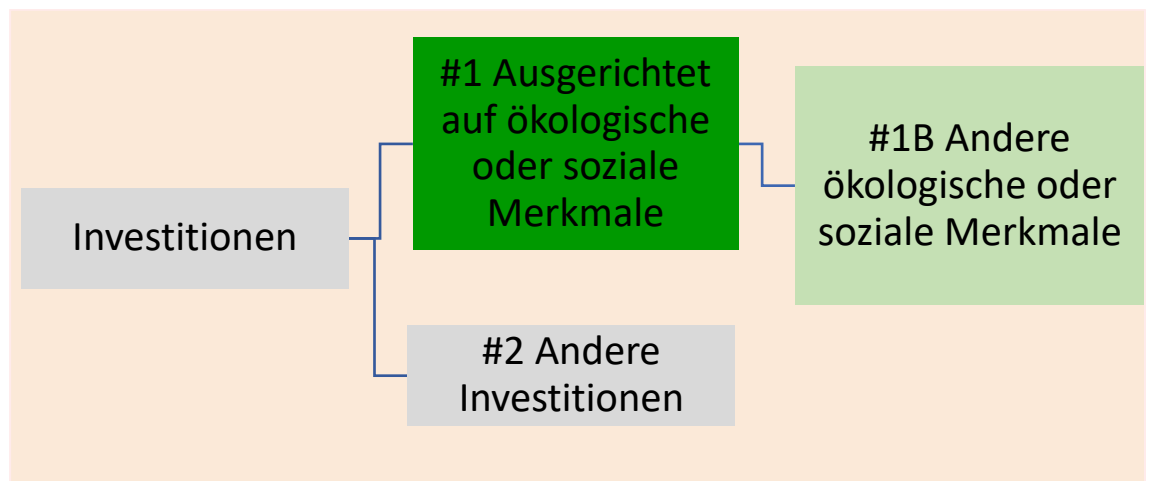 #1 Ausgerichtet
auf ökologische
oder soziale
Merkmale
#1B Andere
ökologische oder
soziale Merkmale
Investitionen
#2 Andere
Investitionen